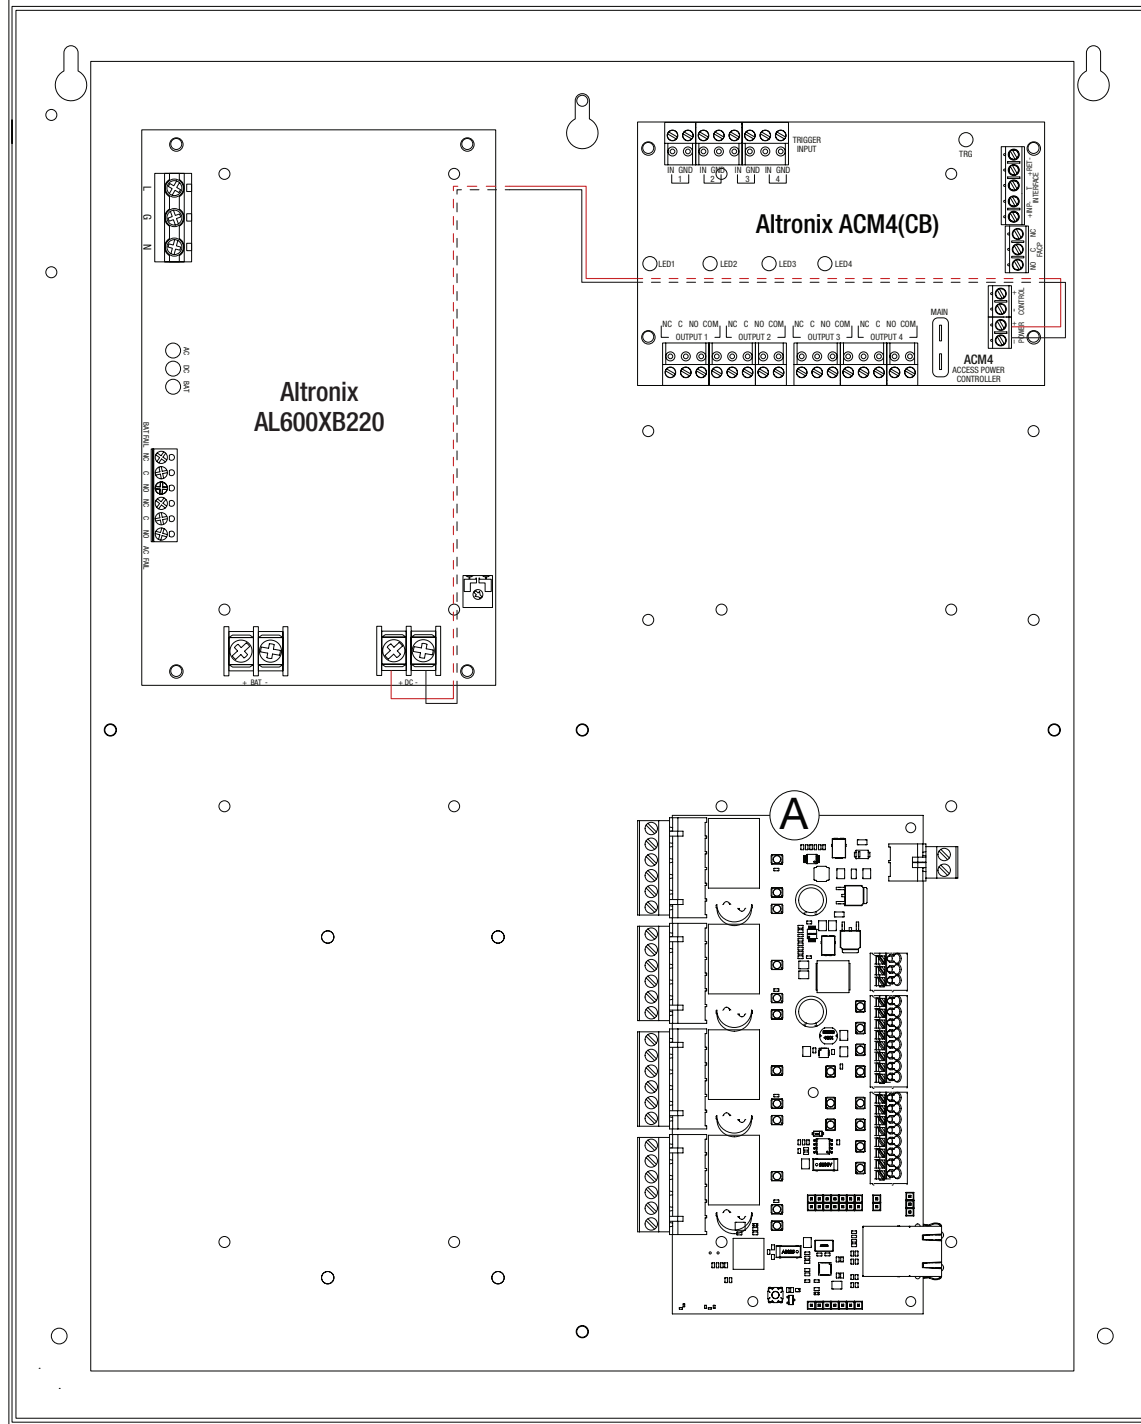 TRIGGER
INPUT
TRG
IN GND IN GND IN GND IN GND
1 2 3 4
+INP- T +RET-
INTERFACE
NO C NC
FACP
Altronix ACM4(CB)
LED1 LED2 LED3 LED4
- CONTROL +
- POWER +
MAIN
NC C NO COM NC C NO COM NC C NO COM NC C NO COM
OUTPUT 1 OUTPUT 2 OUTPUT 3 OUTPUT 4
ACM4
ACCESS POWER
CONTROLLER
L
G
N
AC
DC
BAT
Altronix
AL600XB220
BAT FAIL
NC
C
NO
NC
C
NO
AC FAIL
+ BAT -
+ DC -
A